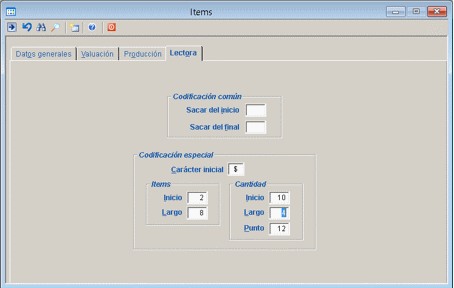 Items
Datos generales Valuación Producción Lectora
Codificación común
Sacar del inicio
Sacar del final
Codificación especial
Carácter inicial $
Items
Inicio 2
Largo 8
Cantidad
Inicio 10
Largo 4
Punto 12